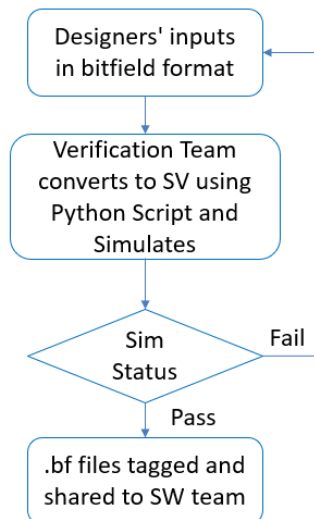 Designers' inputs
in bitfield format
Verification Team
converts to SV using
Python Script and
Simulates
Sim
Status
Fail
Pass
.bf files tagged and
shared to SW team